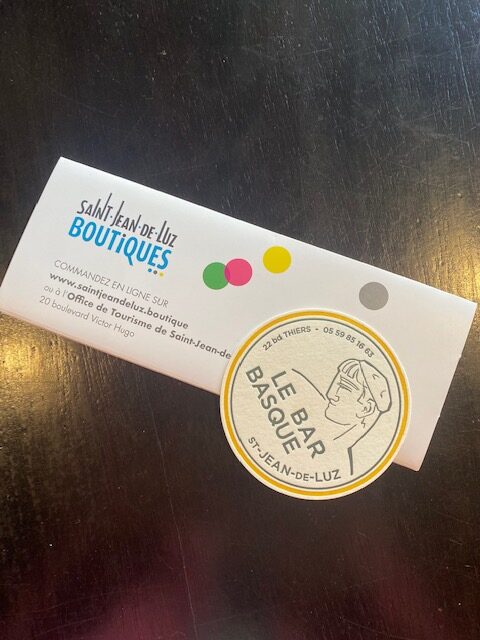 SAINT-JEAN-DE-LUZ
BOUTIQUES
COMMANDEZ EN LIGNE SUR
www.saintjeandeluz.boutique
ou à l'Office de Tourisme de Saint-Jean-de
20 boulevard Victor Hugo
22 bd THIERS - 05 59 85 16 63
LE BAR
BASQUE
ST-JEAN-DE-LUZ